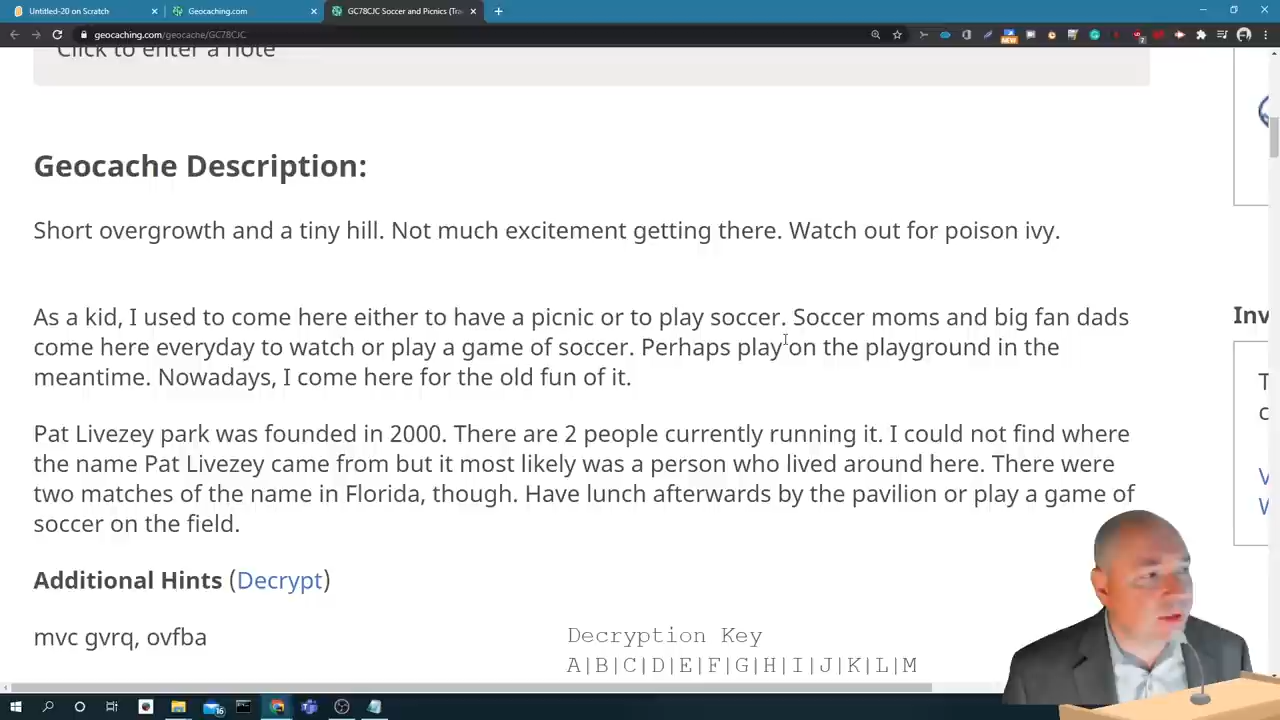 Untitled-20 on Scratch
Geocaching.com
GC78CJC Soccer and Picnics (Tra
geocaching.com/geocache/GC78CJC
NEW
Click to enter a note
Geocache Description:
Short overgrowth and a tiny hill. Not much excitement getting there. Watch out for poison ivy.
As a kid, I used to come here either to have a picnic or to play soccer. Soccer moms and big fan dads
come here everyday to watch or play a game of soccer. Perhaps play on the playground in the
meantime. Nowadays, I come here for the old fun of it.
Inv
T
c
Pat Livezey park was founded in 2000. There are 2 people currently running it. I could not find where
the name Pat Livezey came from but it most likely was a person who lived around here. There were
two matches of the name in Florida, though. Have lunch afterwards by the pavilion or play a game of
soccer on the field.
V
W
Additional Hints (Decrypt)
mvc gvrq, ovfba
Decryption Key
A|B|C|D|E|F|G|H|I|J|K|L|M
16